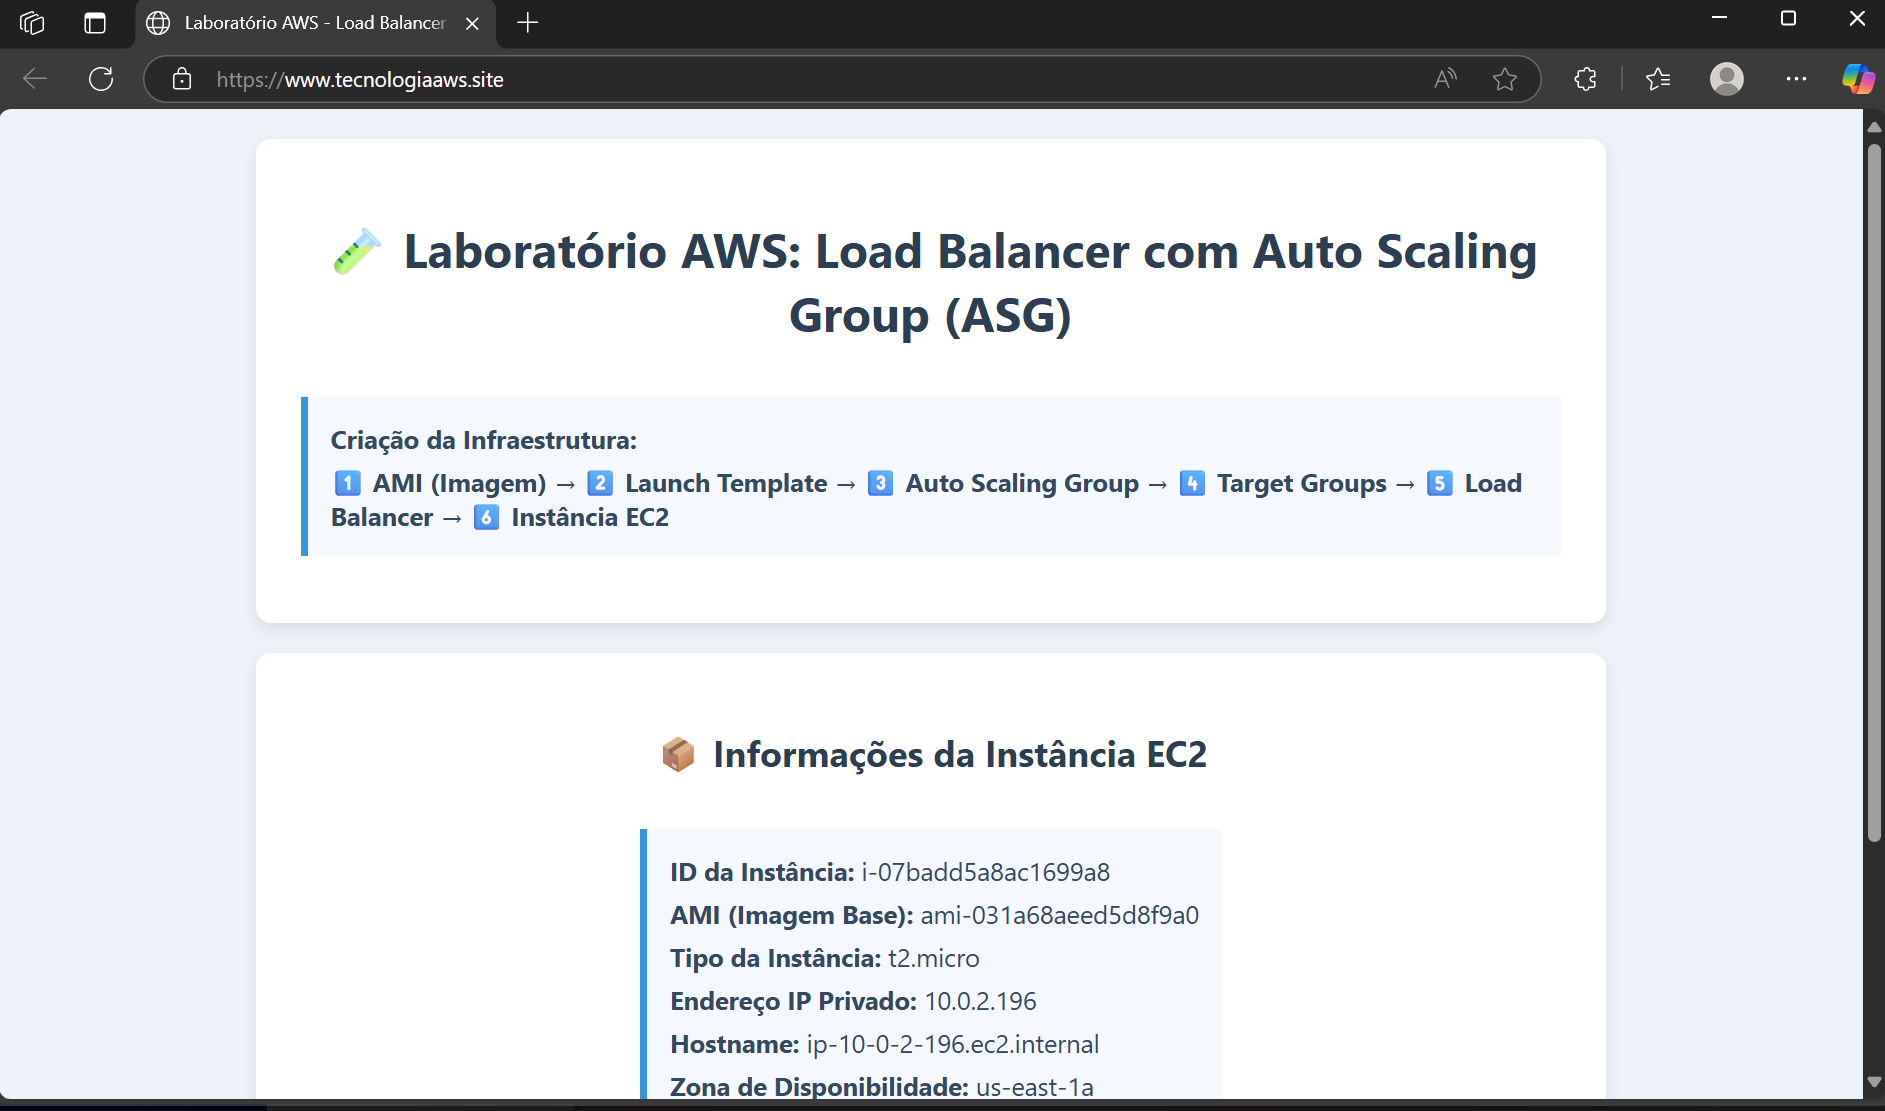 Laboratório AWS - Load Balancer
https://www.tecnologiaaws.site
Laboratório AWS: Load Balancer com Auto Scaling
Group (ASG)
Criação da Infraestrutura:
1 AMI (Imagem) → 2 Launch Template → 3 Auto Scaling Group → 4 Target Groups → 5 Load
Balancer → 6 Instância EC2
Informações da Instância EC2
ID da Instância: i-07badd5a8ac1699a8
AMI (Imagem Base): ami-031a68aeed5d8f9a0
Tipo da Instância: t2.micro
Endereço IP Privado: 10.0.2.196
Hostname: ip-10-0-2-196.ec2.internal
Zona de Disponibilidade: us-east-1a